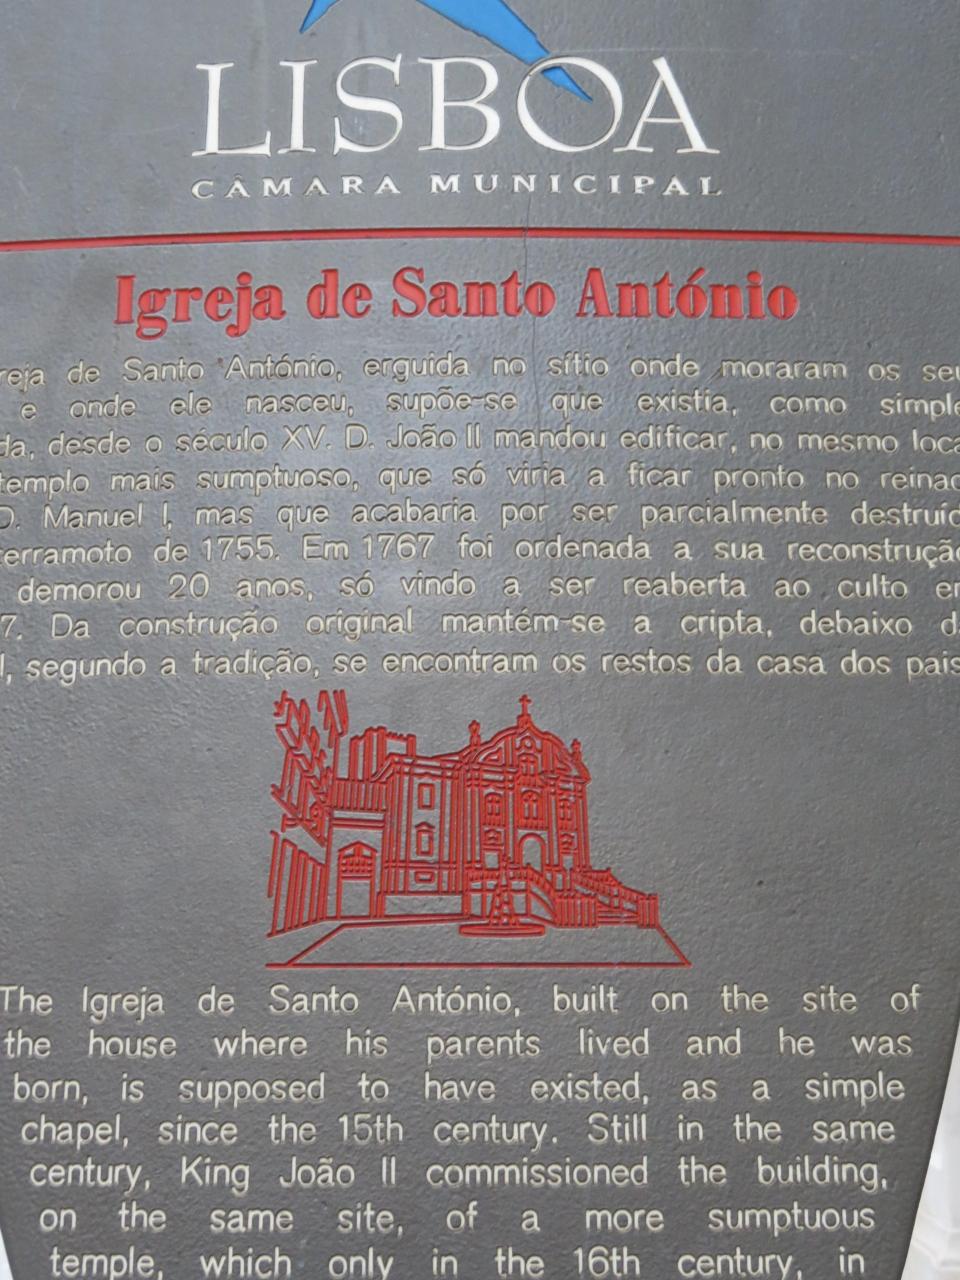 LISBOA
CÂMARA MUNICIPAL
Igreja de Santo António
de Santo António, erguida no sítio onde moraram os
e onde ele nasceu, supõe-se que existia, como
desde o século XV. D. João II mandou edificar, no mesmo
templo mais sumptuoso, que só viria a ficar pronto no
D. Manuel I, mas que acabaria por ser parcialmente
de 1755. Em 1767 foi ordenada a sua reconstrução
demorou 20 anos, só vindo a ser reaberta ao culto
7. Da construção original mantém-se a cripta, debaixo
segundo a tradição, se encontram os restos da casa dos pais
The Igreja de Santo António, built on the site of
the house where his parents lived and he was
born, is supposed to have existed, as a simple
chapel, since the 15th century. Still in the same
century, King João II commissioned the building,
on the same site, of a more sumptuous
temple, which only in the 16th century, in